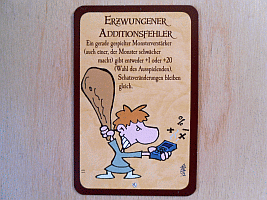 Erzwungener
Additionsfehler
Ein gerade gespielter Monsterverstärker
(auch einer, der Monster schwächer
macht) gibt entweder +1 oder +20
(Wahl des Ausspielenden).
Schatzveränderungen bleiben
gleich.
% +
÷ x